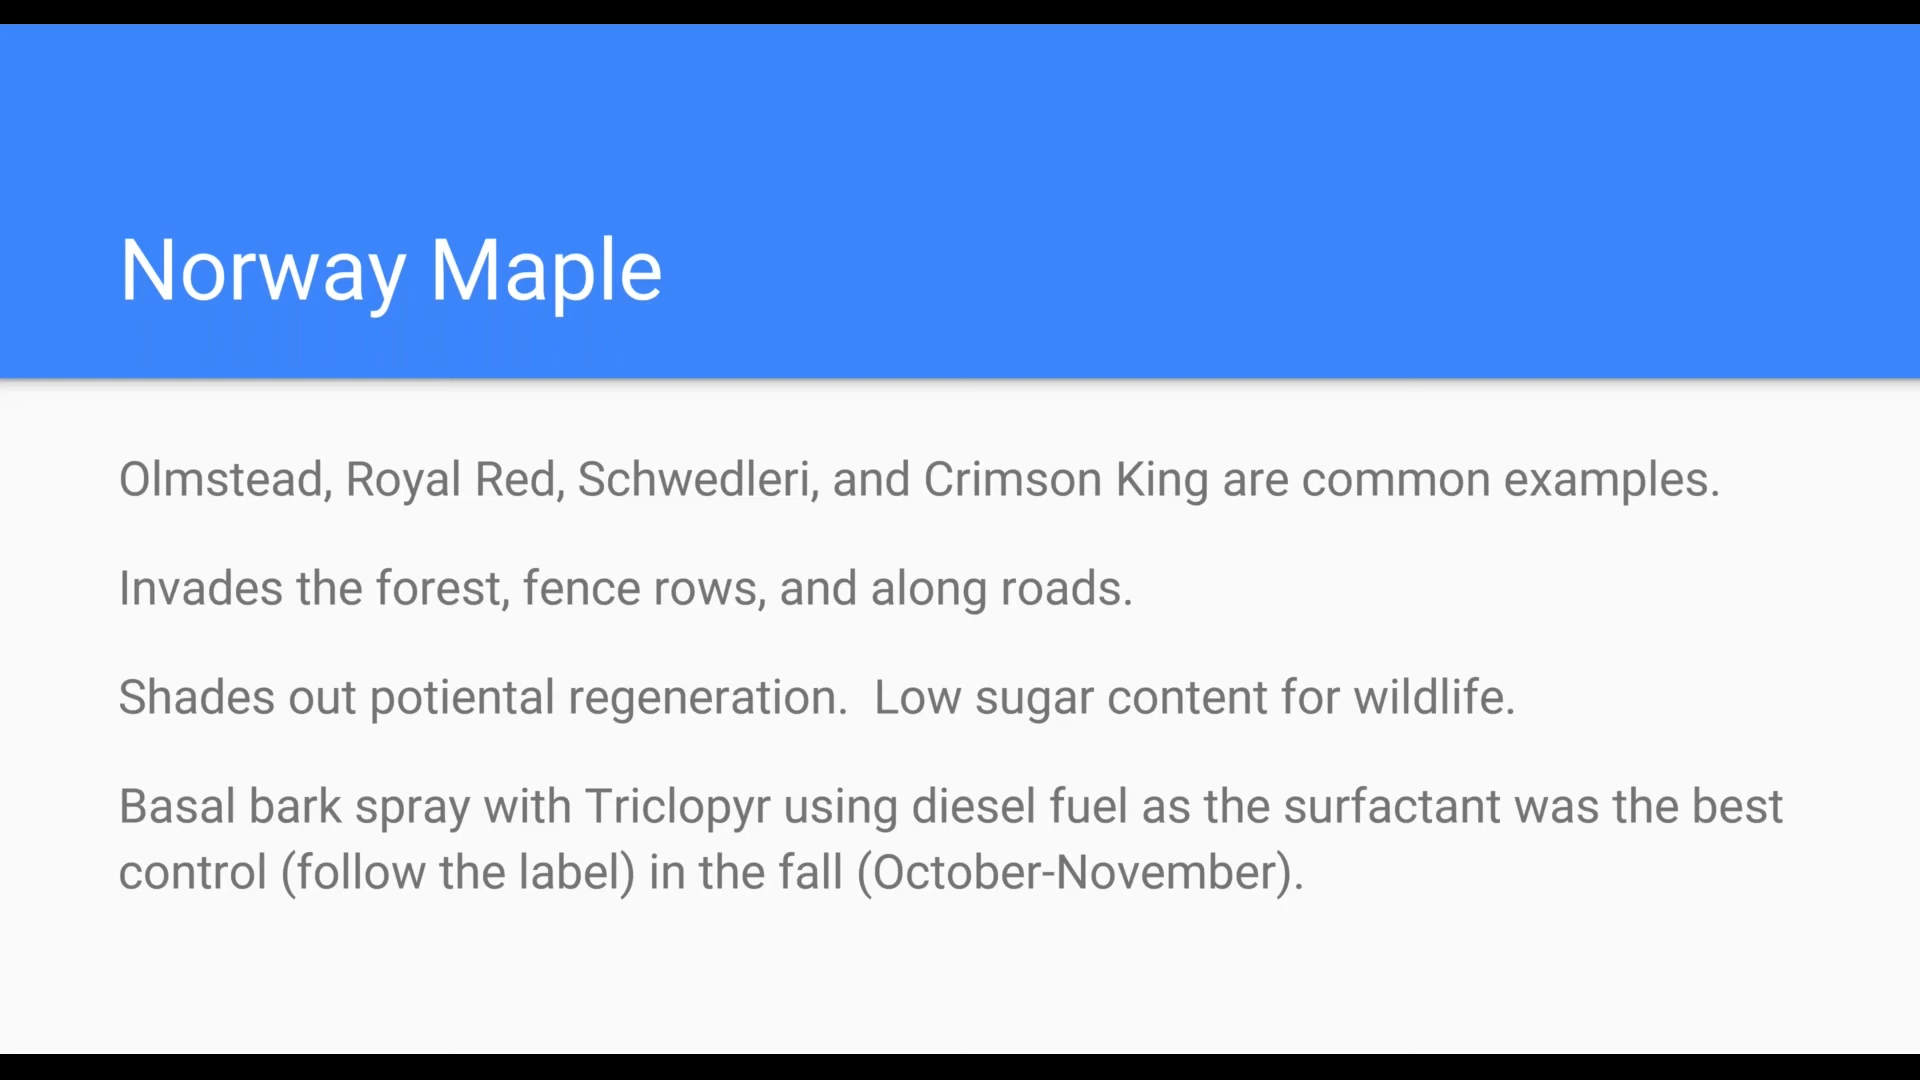 Norway Maple
Olmstead, Royal Red, Schwedleri, and Crimson King are common examples.
Invades the forest, fence rows, and along roads.
Shades out potiental regeneration.  Low sugar content for wildlife.
Basal bark spray with Triclopyr using diesel fuel as the surfactant was the best
control (follow the label) in the fall (October-November).